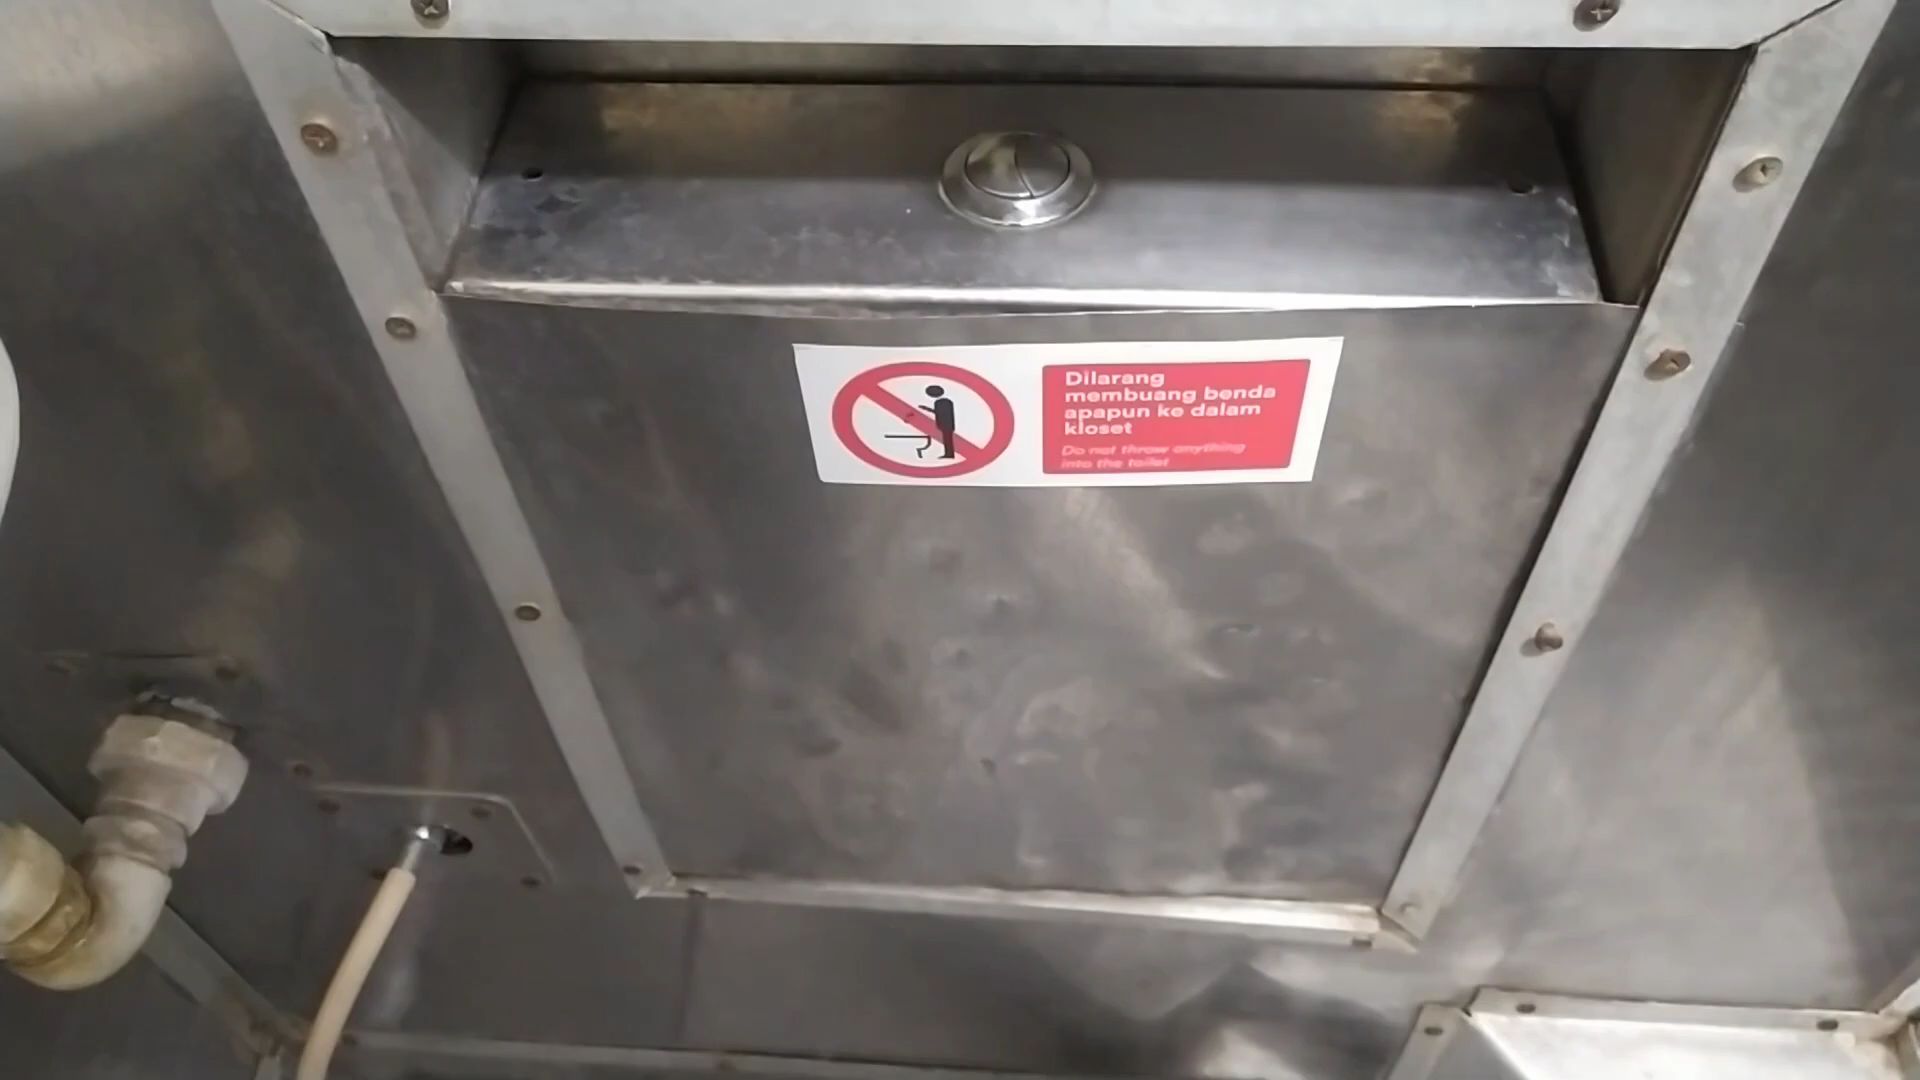 Dilarang
membuang benda
apapun ke dalam
kloset
Do not throw anything
into the toilet